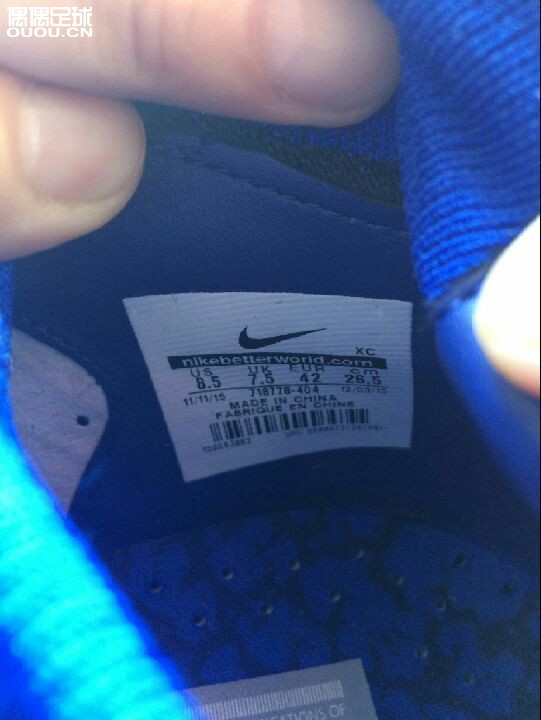 偶偶足球
OUOU.CN
XC
nikebetterworld.com
US UK EUR cm
8.5 7.5 42 26.5
11/11/15 716778-404 12/03/15
MADE IN CHINA
FABRIQUE EN CHINE